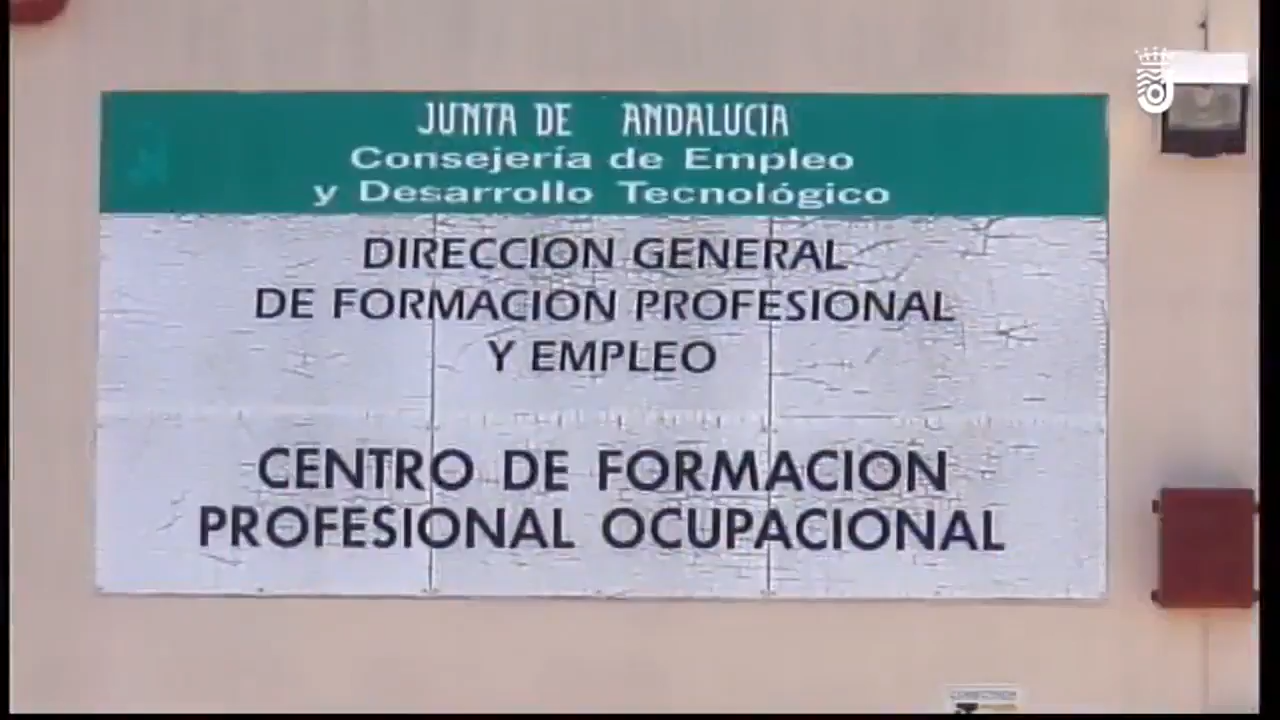 JUNTA DE ANDALUCIA
Consejería de Empleo
y Desarrollo Tecnológico
DIRECCION GENERAL
DE FORMACION PROFESIONAL
Y EMPLEO
CENTRO DE FORMACION
PROFESIONAL OCUPACIONAL